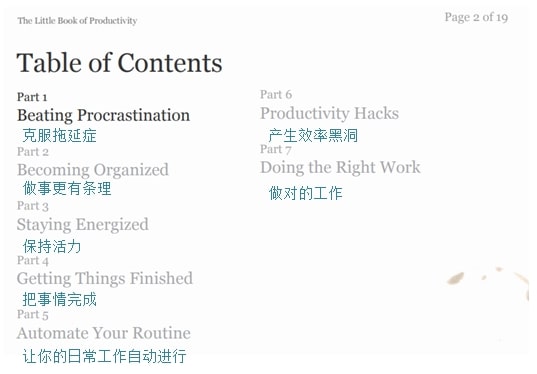 The Little Book of Productivity
Page 2 of 19
Table of Contents
Part 1
Beating Procrastination
克服拖延症
Part 2
Becoming Organized
做事更有条理
Part 3
Staying Energized
保持活力
Part 4
Getting Things Finished
把事情完成
Part 5
Automate Your Routine
让你的日常工作自动进行
Part 6
Productivity Hacks
产生效率黑洞
Part 7
Doing the Right Work
做对的工作